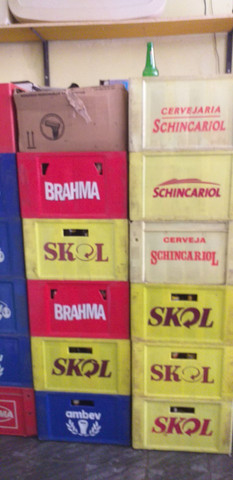 CERVEJARIA
SCHINCARIOL
BRAHMA
SCHINCARIOL
SKOL
CERVEJA
SCHINCARIOL
BRAHMA
SKOL
SKOL
SKOL
ambev
SKOL